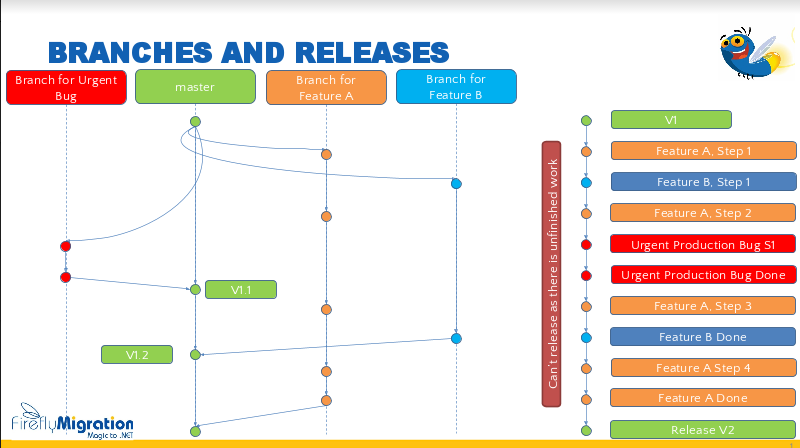 BRANCHES AND RELEASES
Branch for Urgent
Bug
master
Branch for
Feature A
Branch for
Feature B
V1.1
V1.2
Can't release as there is unfinished work
V1
Feature A, Step 1
Feature B, Step 1
Feature A, Step 2
Urgent Production Bug S1
Urgent Production Bug Done
Feature A, Step 3
Feature B Done
Feature A Step 4
Feature A Done
Release V2
FireflyMigration
Magic to .NET
1